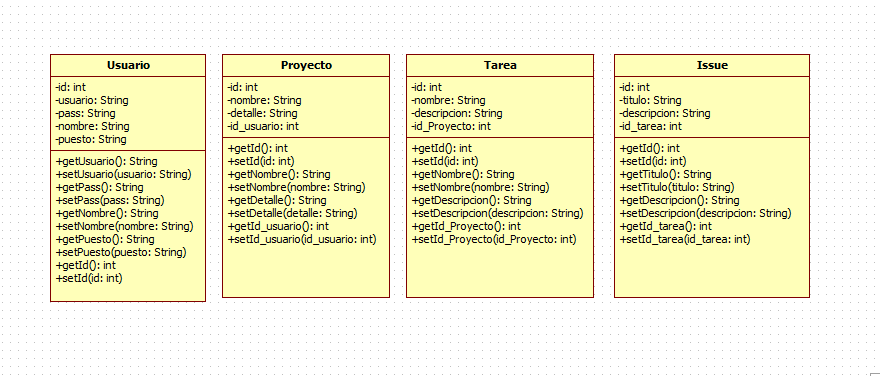 Usuario
-id: int
-usuario: String
-pass: String
-nombre: String
-puesto: String
+getUsuario(): String
+setUsuario(usuario: String)
+getPass(): String
+setPass(pass: String)
+getNombre(): String
+setNombre(nombre: String)
+getPuesto(): String
+setPuesto(puesto: String)
+getId(): int
+setId(id: int)
Proyecto
-id: int
-nombre: String
-detalle: String
-id_usuario: int
+getId(): int
+setId(id: int)
+getNombre(): String
+setNombre(nombre: String)
+getDetalle(): String
+setDetalle(detalle: String)
+getId_usuario(): int
+setId_usuario(id_usuario: int)
Tarea
-id: int
-nombre: String
-descripcion: String
-id_Proyecto: int
+getId(): int
+setId(id: int)
+getNombre(): String
+setNombre(nombre: String)
+getDescripcion(): String
+setDescripcion(descripcion: String)
+getId_Proyecto(): int
+setId_Proyecto(id_Proyecto: int)
Issue
-id: int
-titulo: String
-descripcion: String
-id_tarea: int
+getId(): int
+setId(id: int)
+getTitulo(): String
+setTitulo(titulo: String)
+getDescripcion(): String
+setDescripcion(descripcion: String)
+getId_tarea(): int
+setId_tarea(id_tarea: int)